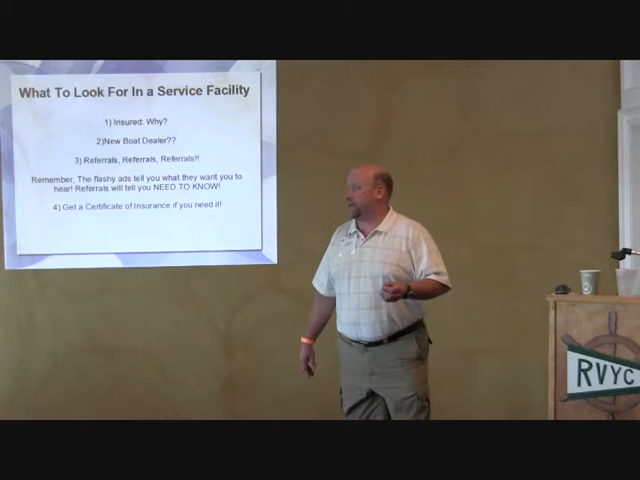 What To Look For In a Service Facility
1) Insured: Why?
2)New Boat Dealer??
3) Referrals, Referrals, Referrals!!
Remember, The flashy ads tell you what they want you to
hear! Referrals will tell you NEED TO KNOW!
4) Get a Certificate of Insurance if you need it!
RVYC